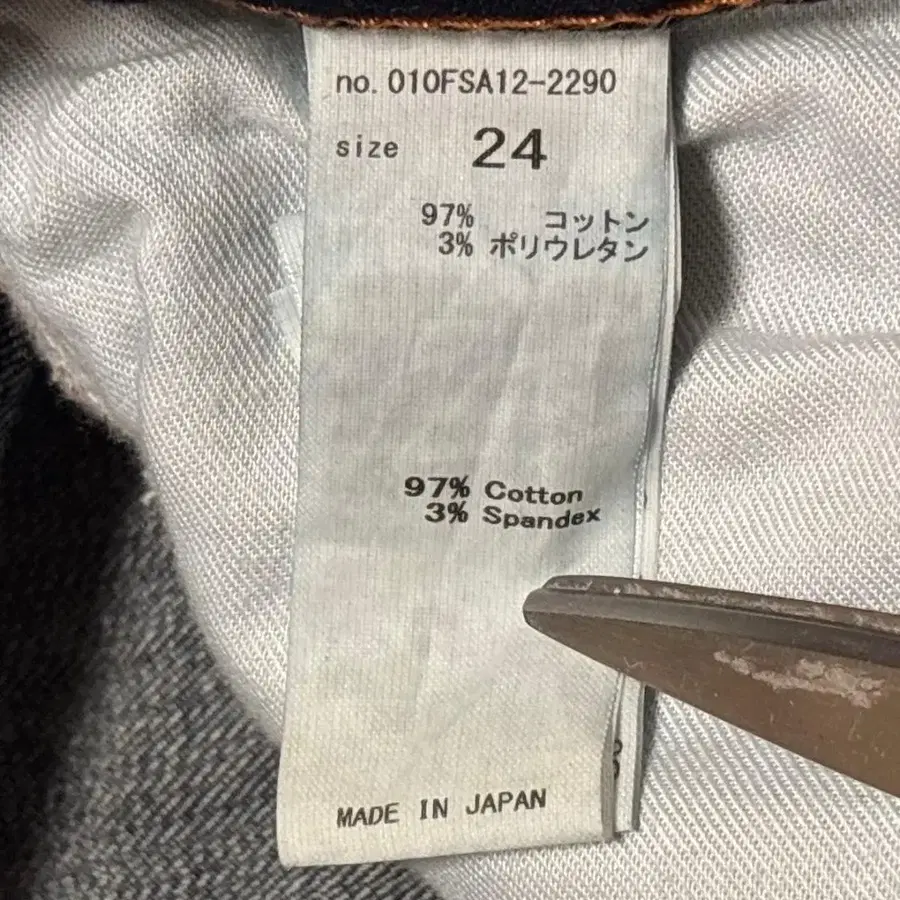 no. 010FSA12-2290
size 24
97% コットン
3% ポリウレタン
97% Cotton
3% Spandex
MADE IN JAPAN